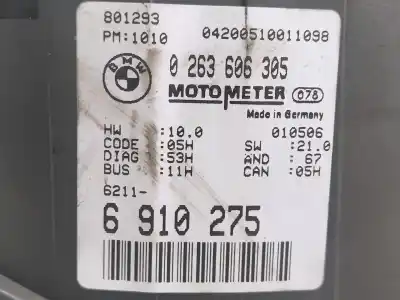 801293
PM:1010 04200510011098
BMW 0 263 606 305
MOTOMETER 078
Made in Germany
HW :10.0 010506
CODE :05H SW :21.0
DIAG :53H AND : 67
BUS :11H CAN :05H
6211-
6 910 275